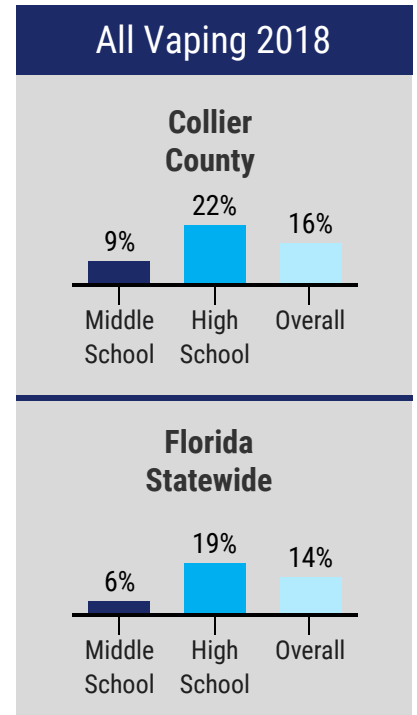 All Vaping 2018
Collier
County
22%
16%
9%
Middle High Overall
School School
Florida
Statewide
19%
14%
6%
Middle High Overall
School School